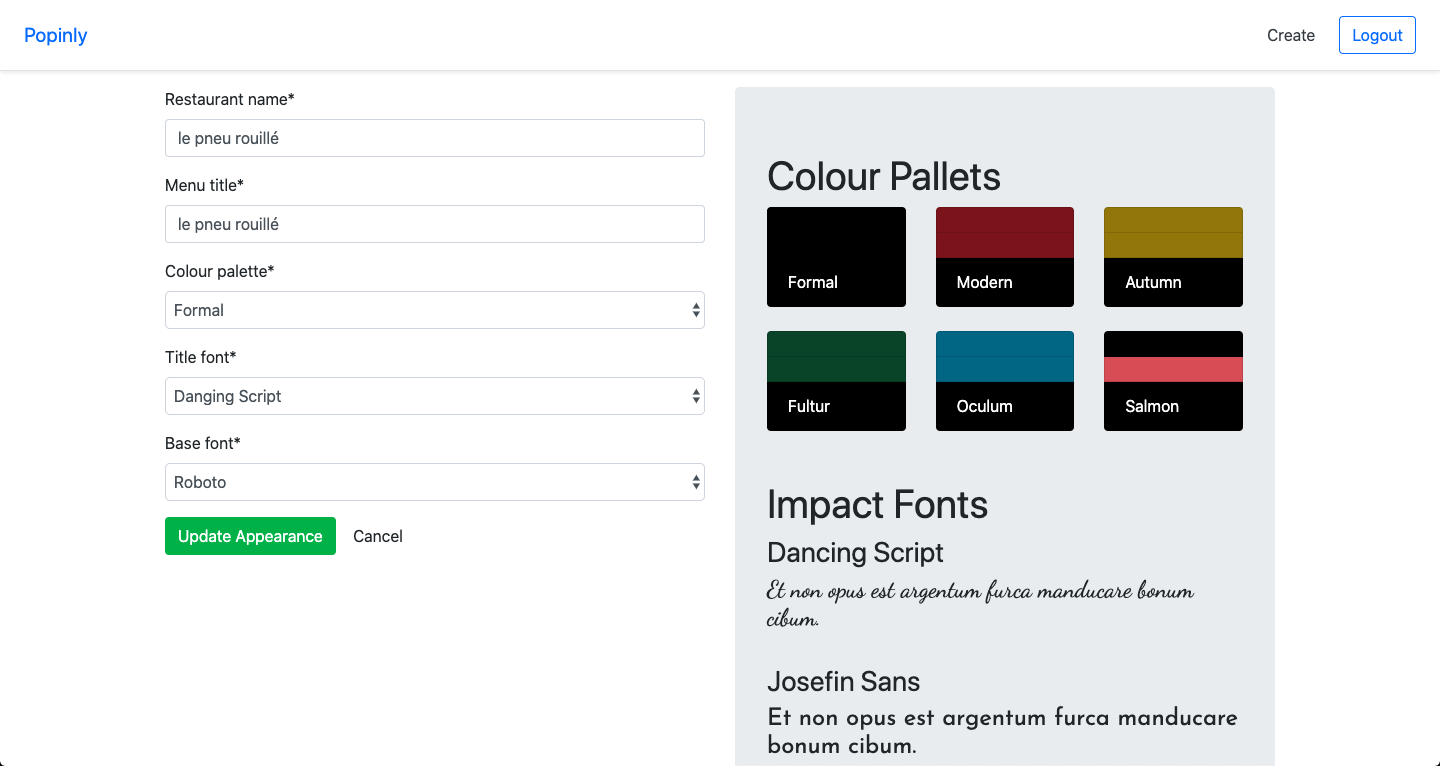 Popinly
Create
Logout
Restaurant name*
le pneu rouillé
Menu title*
le pneu rouillé
Colour palette*
Formal
Title font*
Danging Script
Base font*
Roboto
Update Appearance
Cancel
Colour Pallets
Formal
Modern
Autumn
Fultur
Oculum
Salmon
Impact Fonts
Dancing Script
Et non opus est argentum furca manducare bonum
cibum.
Josefin Sans
Et non opus est argentum furca manducare
bonum cibum.